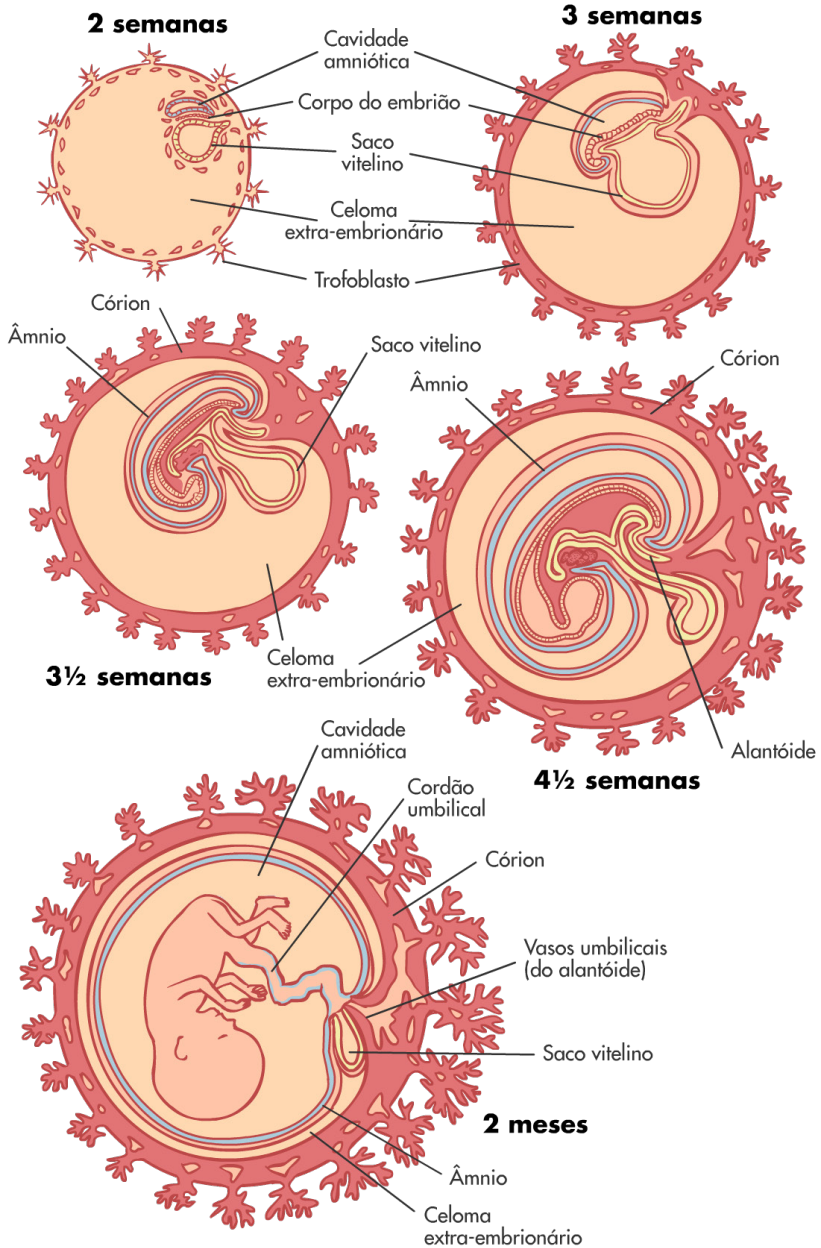 2 semanas
3 semanas
Cavidade
amniótica
Corpo do embrião
Saco
vitelino
Celoma
extra-embrionário
Trofoblasto
Córion
Âmnio
Saco vitelino
Córion
Âmnio
Celoma
extra-embrionário
3½ semanas
Alantóide
4½ semanas
Cavidade
amniótica
Cordão
umbilical
Córion
Vasos umbilicais
(do alantóide)
Saco vitelino
2 meses
Âmnio
Celoma
extra-embrionário